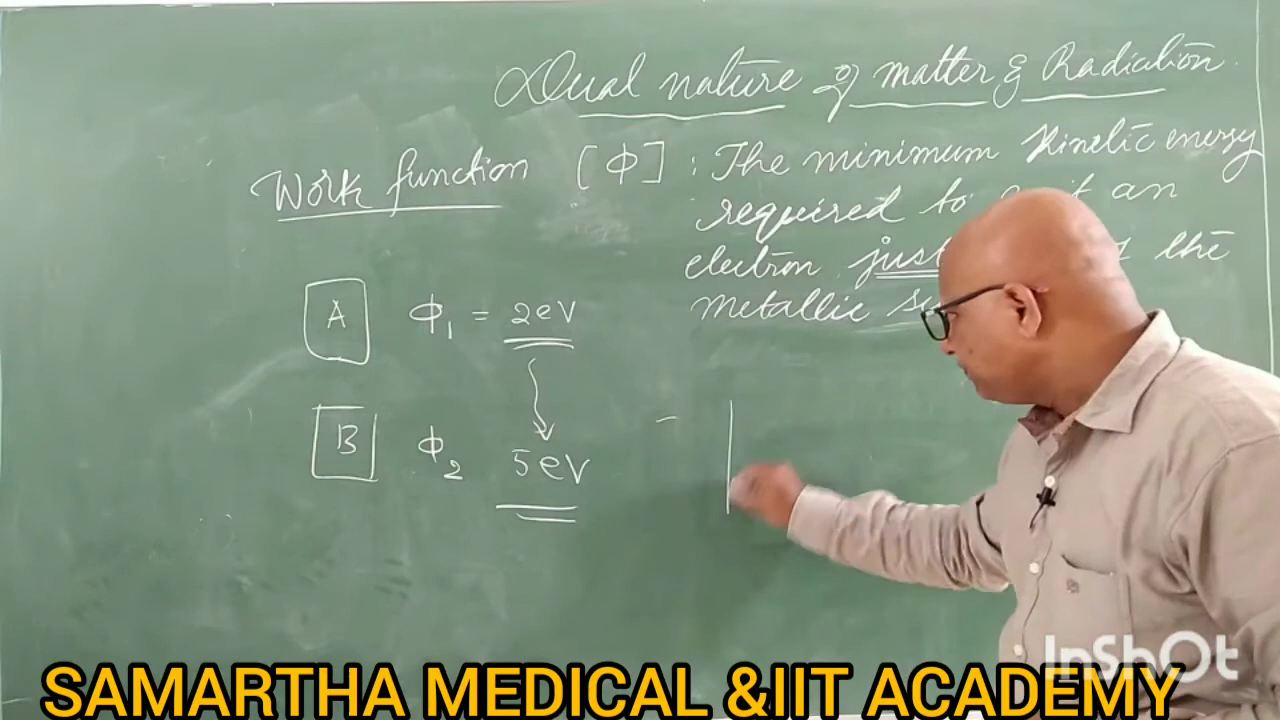 Dual nature of matter & Radiation.
Work function [Φ] : The minimum Kinetic energy
required to an
electron just the
metallic
A Φ₁ = 2eV
B Φ₂ 5eV
InShOt
SAMARTHA MEDICAL &IIT ACADEMY